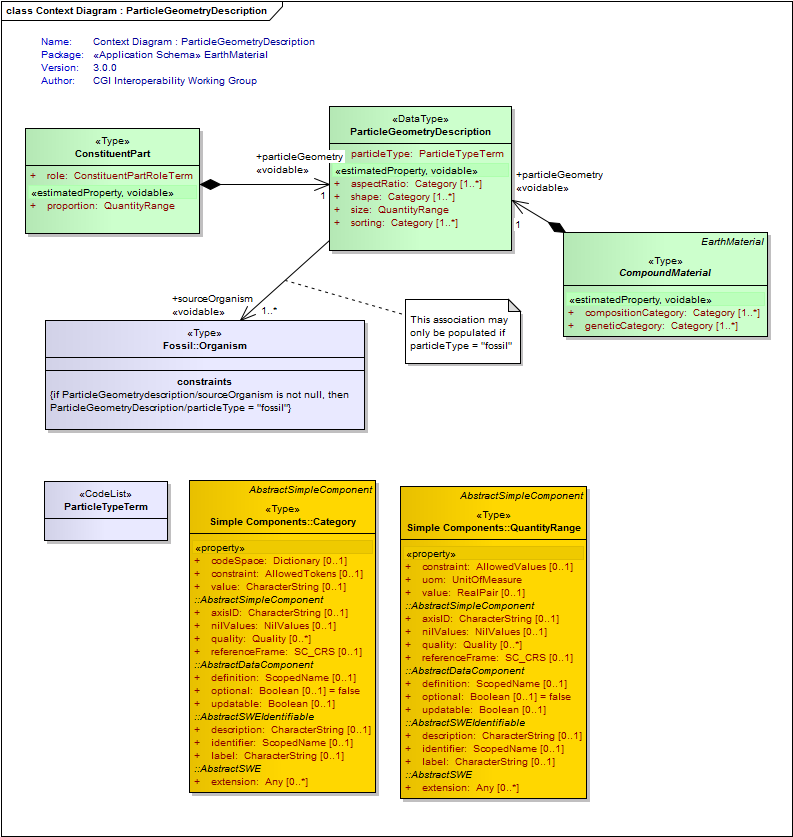 class Context Diagram : ParticleGeometryDescription
Name: Context Diagram : ParticleGeometryDescription
Package: «Application Schema» EarthMaterial
Version: 3.0.0
Author: CGI Interoperability Working Group
«Type»
ConstituentPart
+ role: ConstituentPartRoleTerm
«estimatedProperty, voidable»
+ proportion: QuantityRange
+particleGeometry
«voidable»
1
«DataType»
ParticleGeometryDescription
particleType: ParticleTypeTerm
«estimatedProperty, voidable»
+ aspectRatio: Category [1..*]
+ shape: Category [1..*]
+ size: QuantityRange
+ sorting: Category [1..*]
+particleGeometry
«voidable»
1
EarthMaterial
«Type»
CompoundMaterial
«estimatedProperty, voidable»
+ compositionCategory: Category [1..*]
+ geneticCategory: Category [1..*]
+sourceOrganism
«voidable»
1..*
This association may
only be populated if
particleType = "fossil"
«Type»
Fossil::Organism
constraints
{if ParticleGeometrydescription/sourceOrganism is not null, then
ParticleGeometryDescription/particleType = "fossil"}
«CodeList»
ParticleTypeTerm
AbstractSimpleComponent
«Type»
Simple Components::Category
«property»
+ codeSpace: Dictionary [0..1]
+ constraint: AllowedTokens [0..1]
+ value: CharacterString [0..1]
::AbstractSimpleComponent
+ axisID: CharacterString [0..1]
+ nilValues: NilValues [0..1]
+ quality: Quality [0..*]
+ referenceFrame: SC_CRS [0..1]
::AbstractDataComponent
+ definition: ScopedName [0..1]
+ optional: Boolean [0..1] = false
+ updatable: Boolean [0..1]
::AbstractSWEIdentifiable
+ description: CharacterString [0..1]
+ identifier: ScopedName [0..1]
+ label: CharacterString [0..1]
::AbstractSWE
+ extension: Any [0..*]
AbstractSimpleComponent
«Type»
Simple Components::QuantityRange
«property»
+ constraint: AllowedValues [0..1]
+ uom: UnitOfMeasure
+ value: RealPair [0..1]
::AbstractSimpleComponent
+ axisID: CharacterString [0..1]
+ nilValues: NilValues [0..1]
+ quality: Quality [0..*]
+ referenceFrame: SC_CRS [0..1]
::AbstractDataComponent
+ definition: ScopedName [0..1]
+ optional: Boolean [0..1] = false
+ updatable: Boolean [0..1]
::AbstractSWEIdentifiable
+ description: CharacterString [0..1]
+ identifier: ScopedName [0..1]
+ label: CharacterString [0..1]
::AbstractSWE
+ extension: Any [0..*]